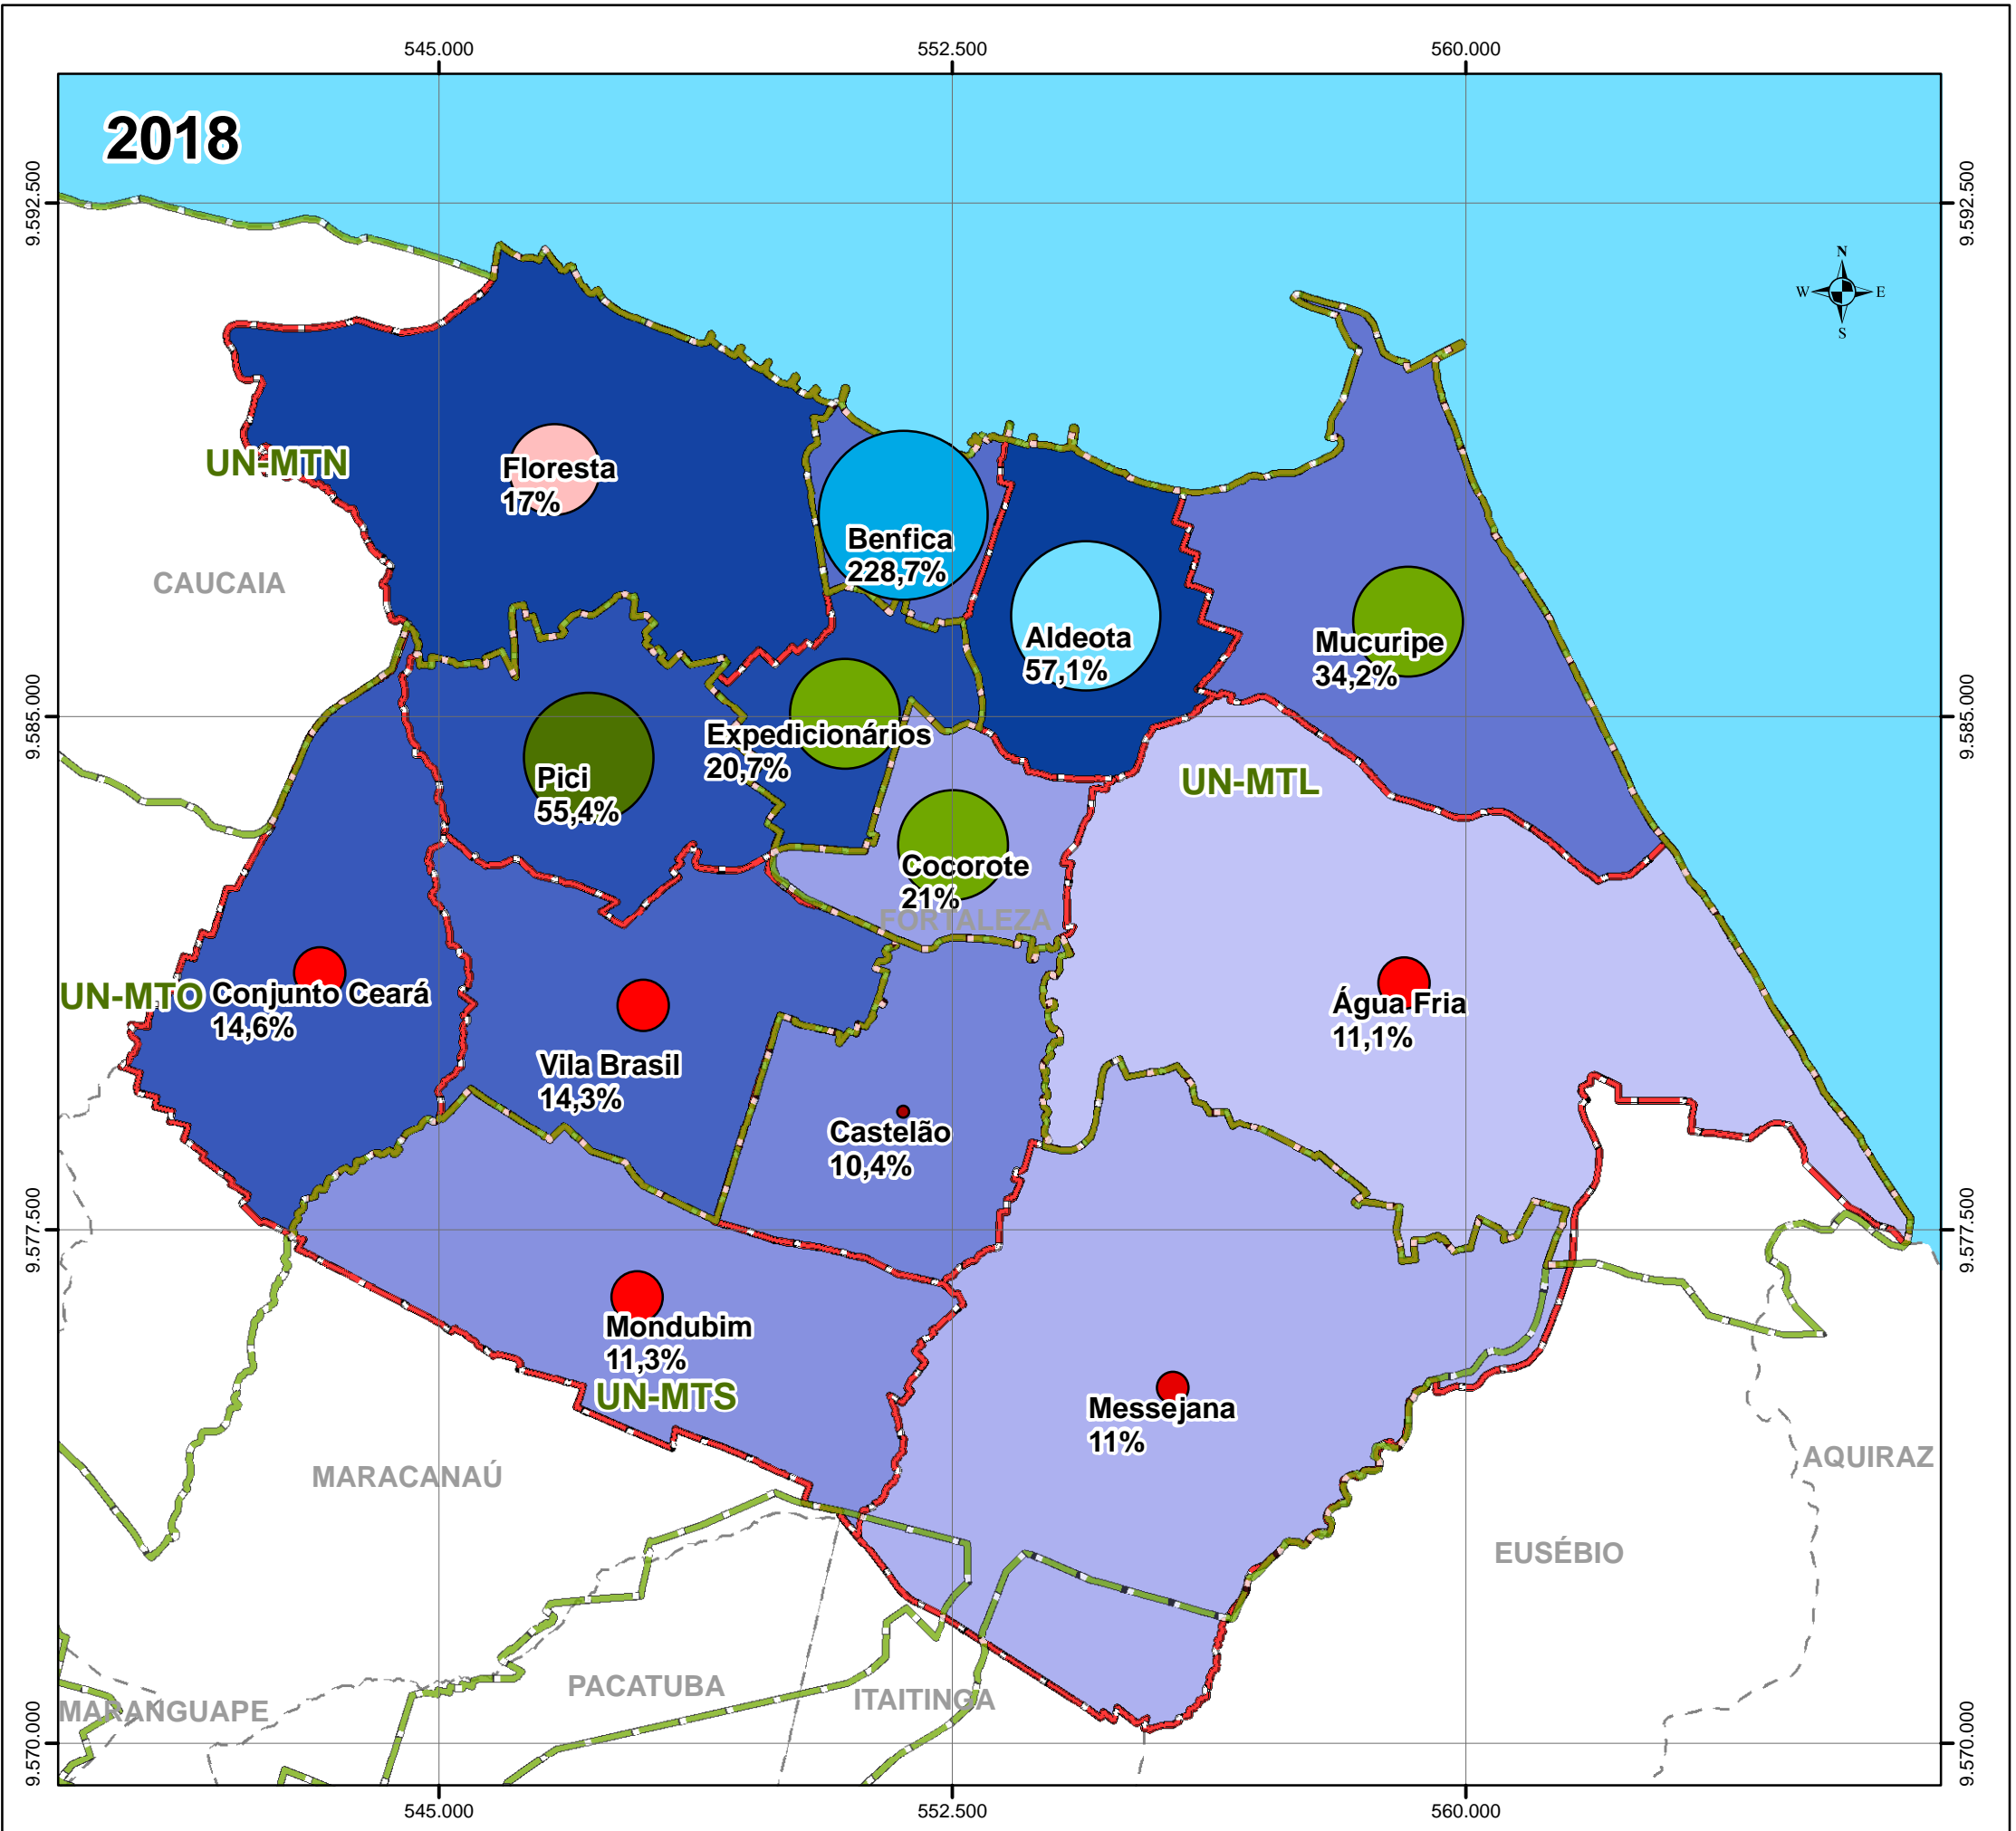 545.000
552.500
560.000
2018
9.592.500
9.592.500
N
W
E
S
UN-MTN
Floresta
17%
Benfica
228,7%
CAUCAIA
Aldeota
57,1%
Mucuripe
34,2%
9.585.000
9.585.000
Expedicionários
20,7%
Pici
55,4%
UN-MTL
Cocorote
21%
FORTALEZA
UN-MTO
Conjunto Ceará
14,6%
Água Fria
11,1%
Vila Brasil
14,3%
Castelão
10,4%
9.577.500
9.577.500
Mondubim
11,3%
UN-MTS
Messejana
11%
MARACANAÚ
AQUIRAZ
EUSÉBIO
PACATUBA
ITAITINGA
MARANGUAPE
9.570.000
9.570.000
545.000
552.500
560.000